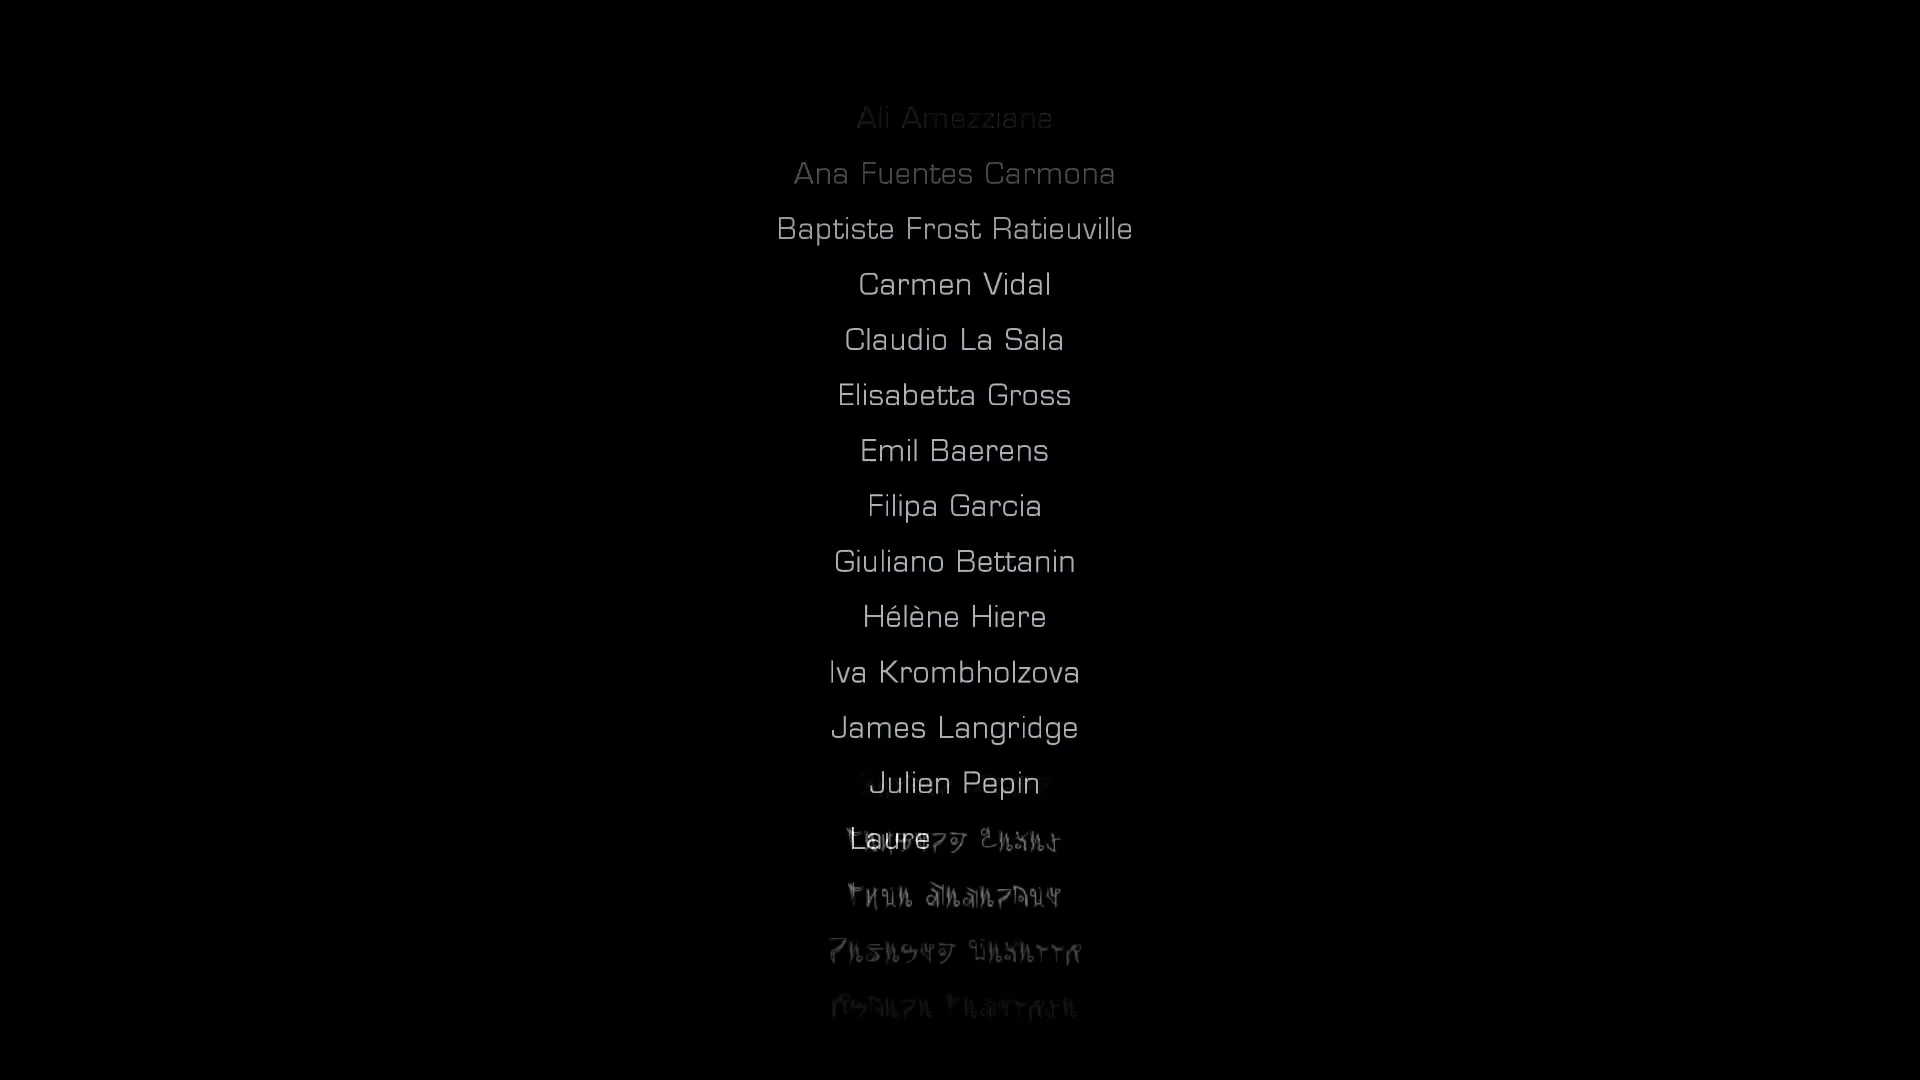 Ali Amezziane
Ana Fuentes Carmona
Baptiste Frost Ratieuville
Carmen Vidal
Claudio La Sala
Elisabetta Gross
Emil Baerens
Filipa Garcia
Giuliano Bettanin
Hélène Hiere
Iva Krombholzova
James Langridge
Julien Pepin
Laure